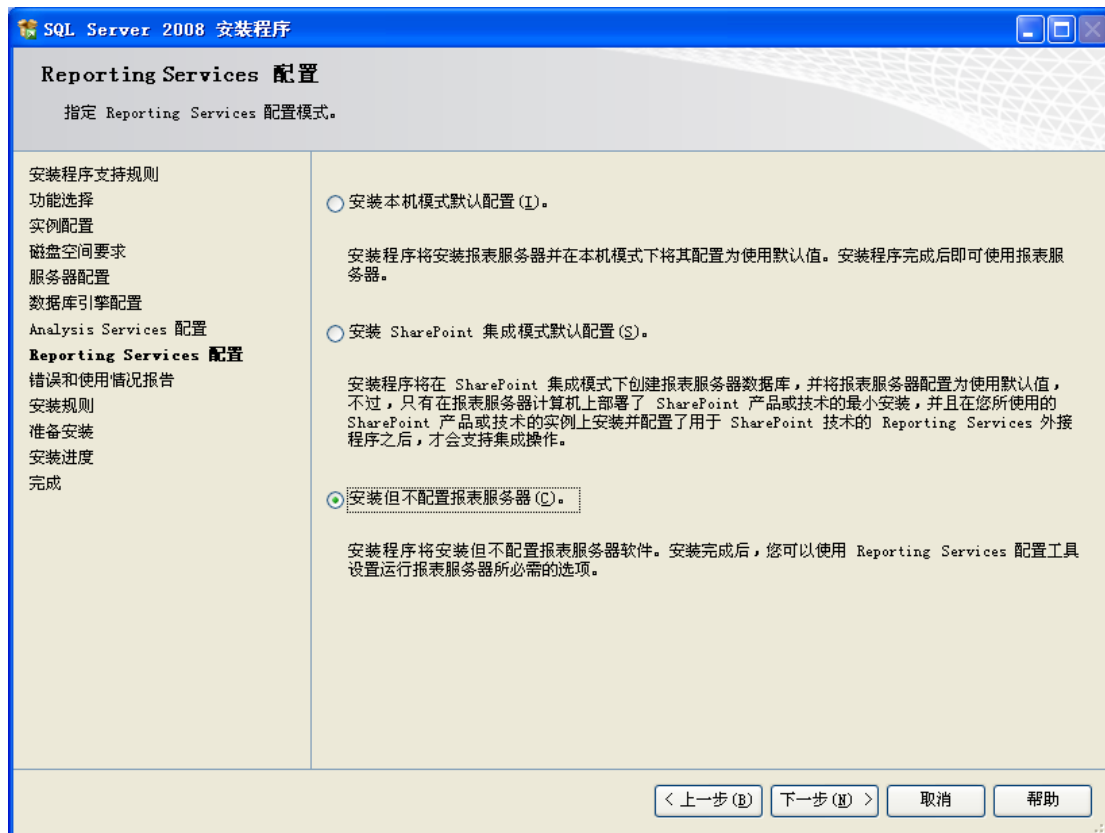 SQL Server 2008 安装程序
Reporting Services 配置
指定 Reporting Services 配置模式。
安装程序支持规则
功能选择
实例配置
磁盘空间要求
服务器配置
数据库引擎配置
Analysis Services 配置
Reporting Services 配置
错误和使用情况报告
安装规则
准备安装
安装进度
完成
安装本机模式默认配置(I)。
安装程序将安装报表服务器并在本机模式下将其配置为使用默认值。安装程序完成后即可使用报表服
务器。
安装 SharePoint 集成模式默认配置(S)。
安装程序将在 SharePoint 集成模式下创建报表服务器数据库，并将报表服务器配置为使用默认值，
不过，只有在报表服务器计算机上部署了 SharePoint 产品或技术的最小安装，并且在您所使用的
SharePoint 产品或技术的实例上安装并配置了用于 SharePoint 技术的 Reporting Services 外接
程序之后，才会支持集成操作。
安装但不配置报表服务器(C)。
安装程序将安装但不配置报表服务器软件。安装完成后，您可以使用 Reporting Services 配置工具
设置运行报表服务器所必需的选项。
< 上一步(B) 下一步(N) > 取消 帮助